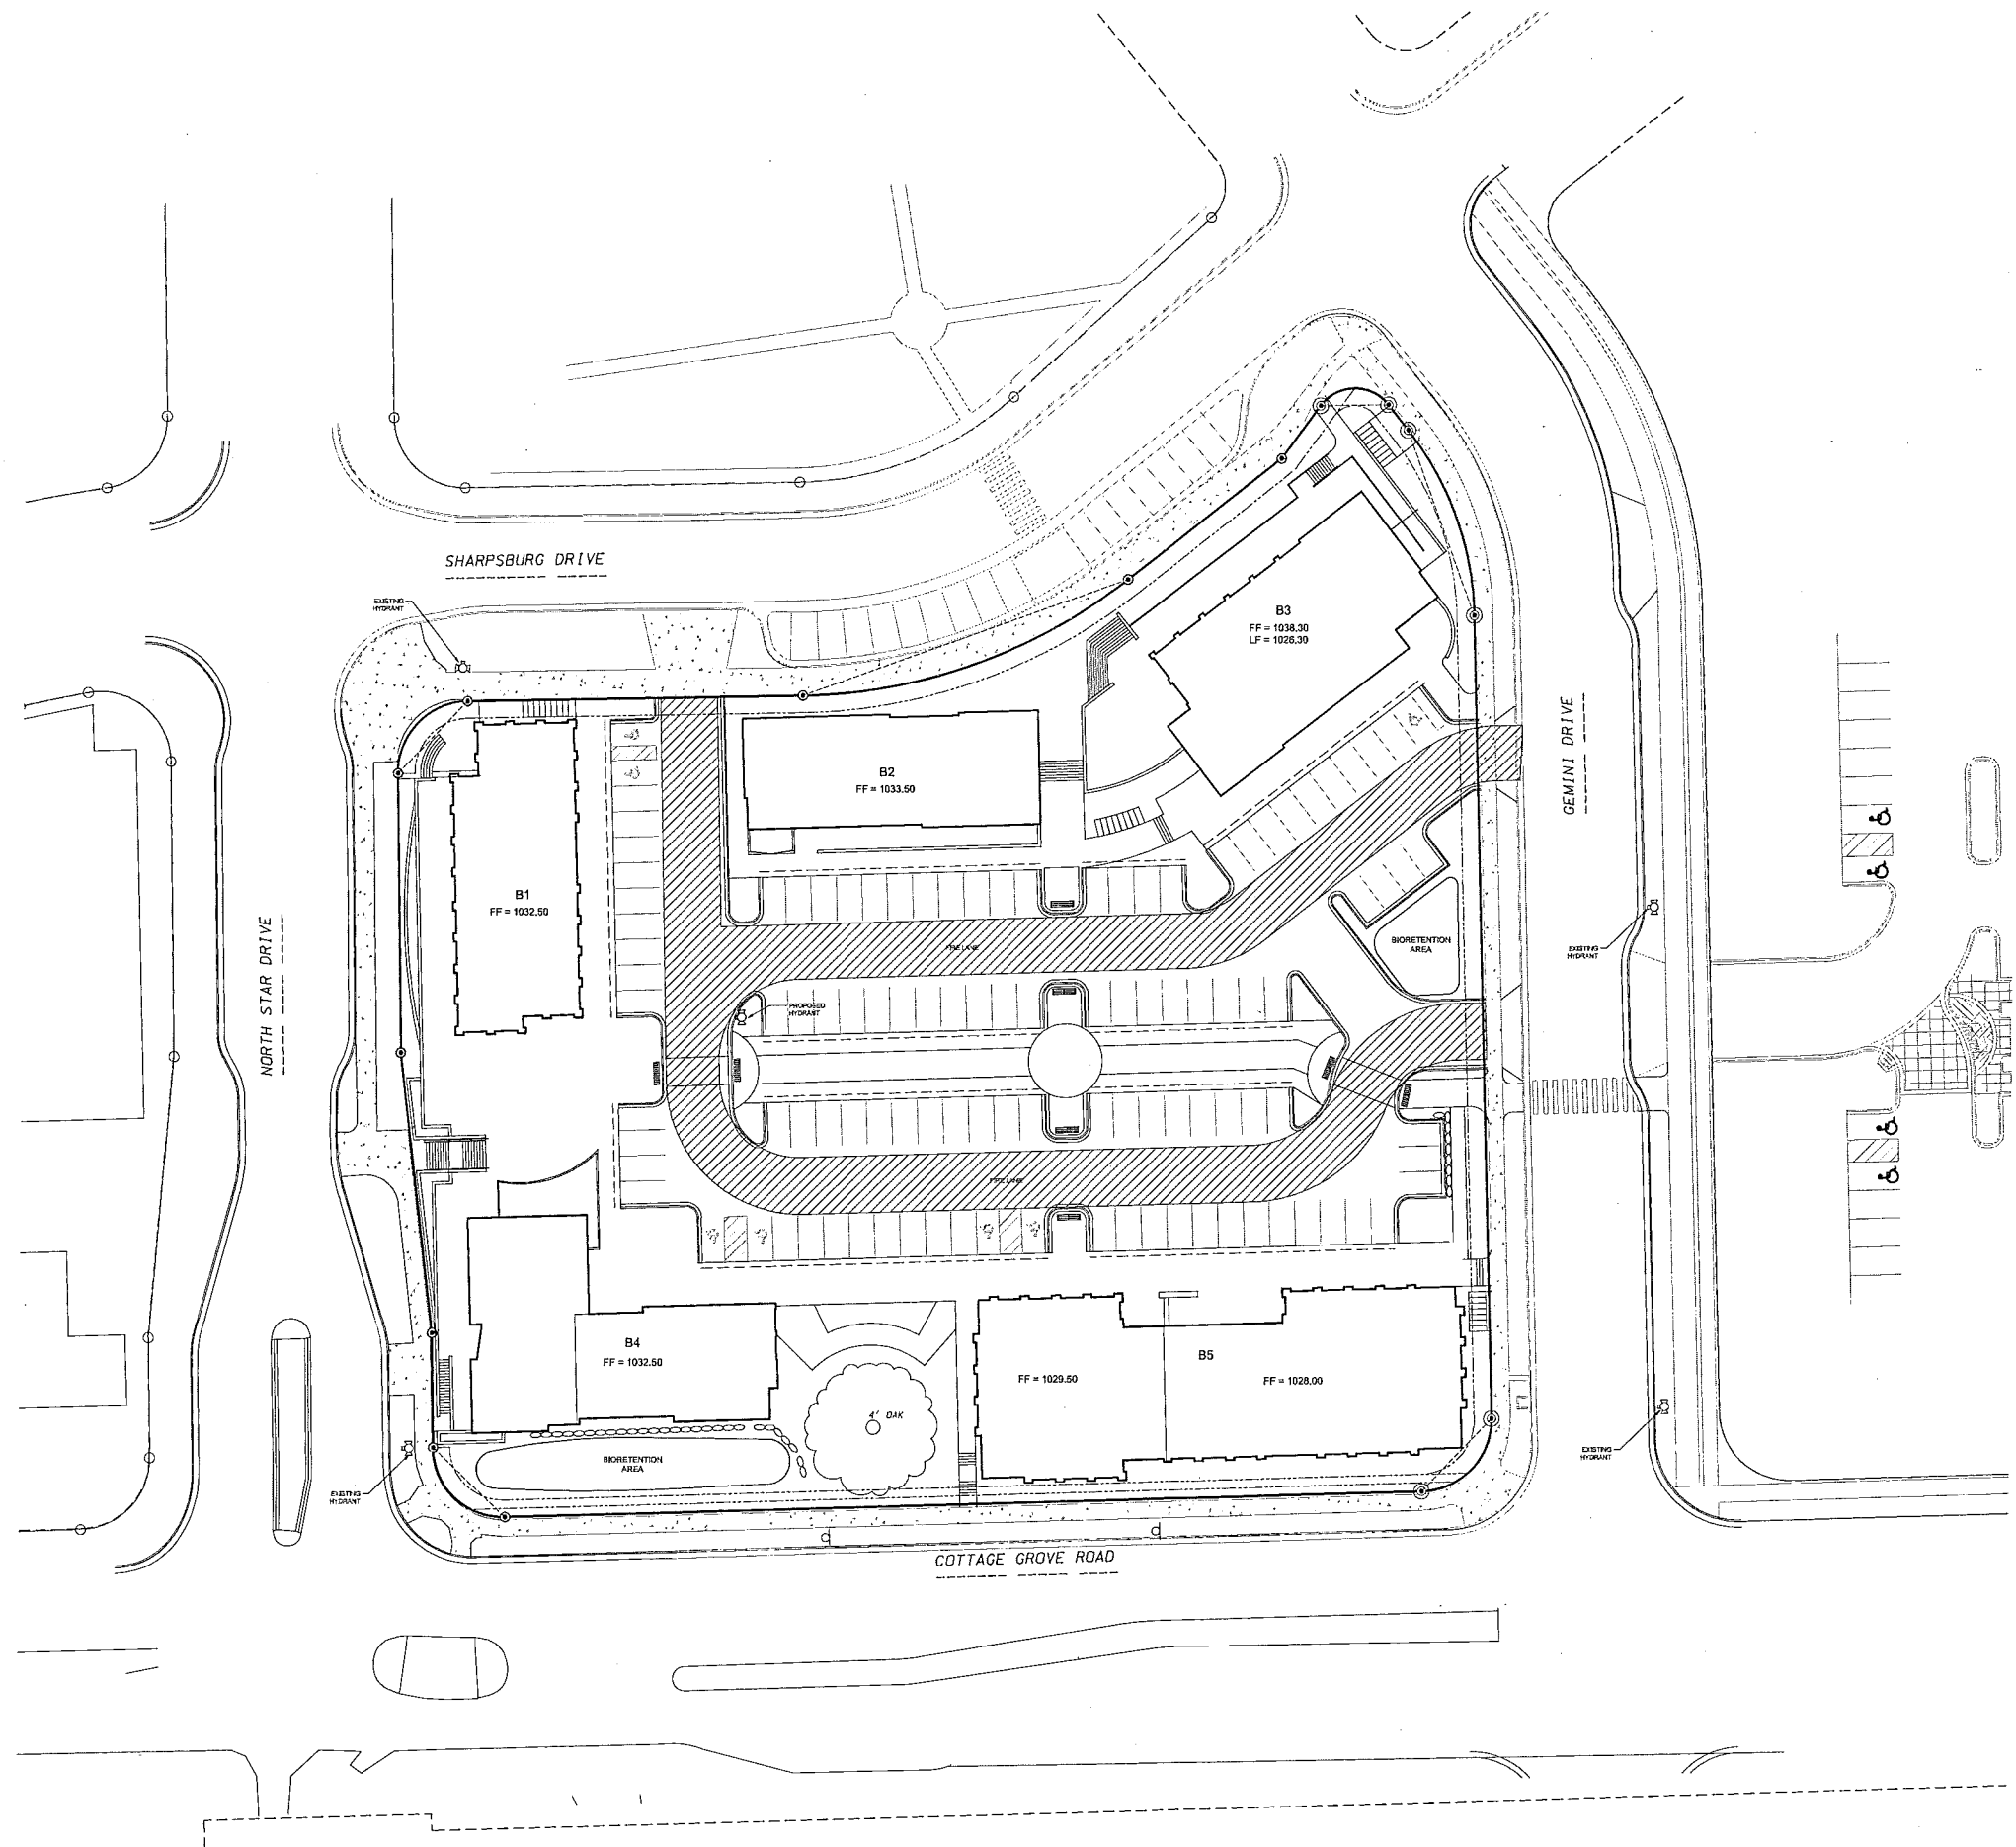 SHARPSBURG DRIVE
EXISTING
HYDRANT
B3
FF = 1038.30
LF = 1026.30
GEMINI DRIVE
B2
FF = 1033.50
B1
FF = 1032.50
NORTH STAR DRIVE
FIRE LANE
BIORETENTION
AREA
EXISTING
HYDRANT
PROPOSED
HYDRANT
FIRE LANE
B4
FF = 1032.50
B5
FF = 1029.50
FF = 1028.00
4' OAK
BIORETENTION
AREA
EXISTING
HYDRANT
EXISTING
HYDRANT
COTTAGE GROVE ROAD